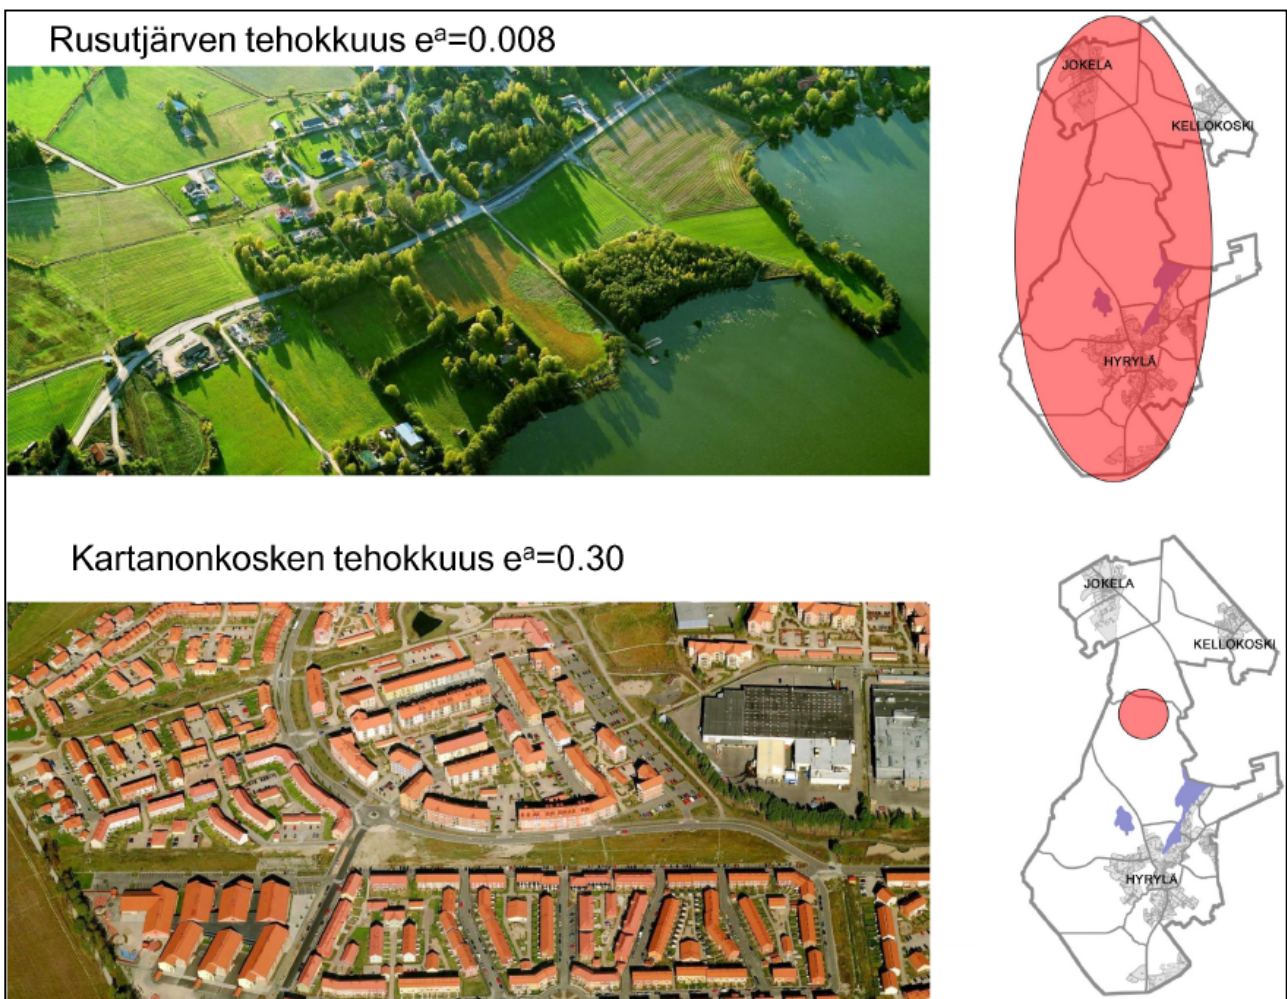 Rusutjärven tehokkuus eᵃ=0.008
JOKELA
KELLOKOSKI
HYRYLÄ
Kartanonkosken tehokkuus eᵃ=0.30
JOKELA
KELLOKOSKI
HYRYLÄ